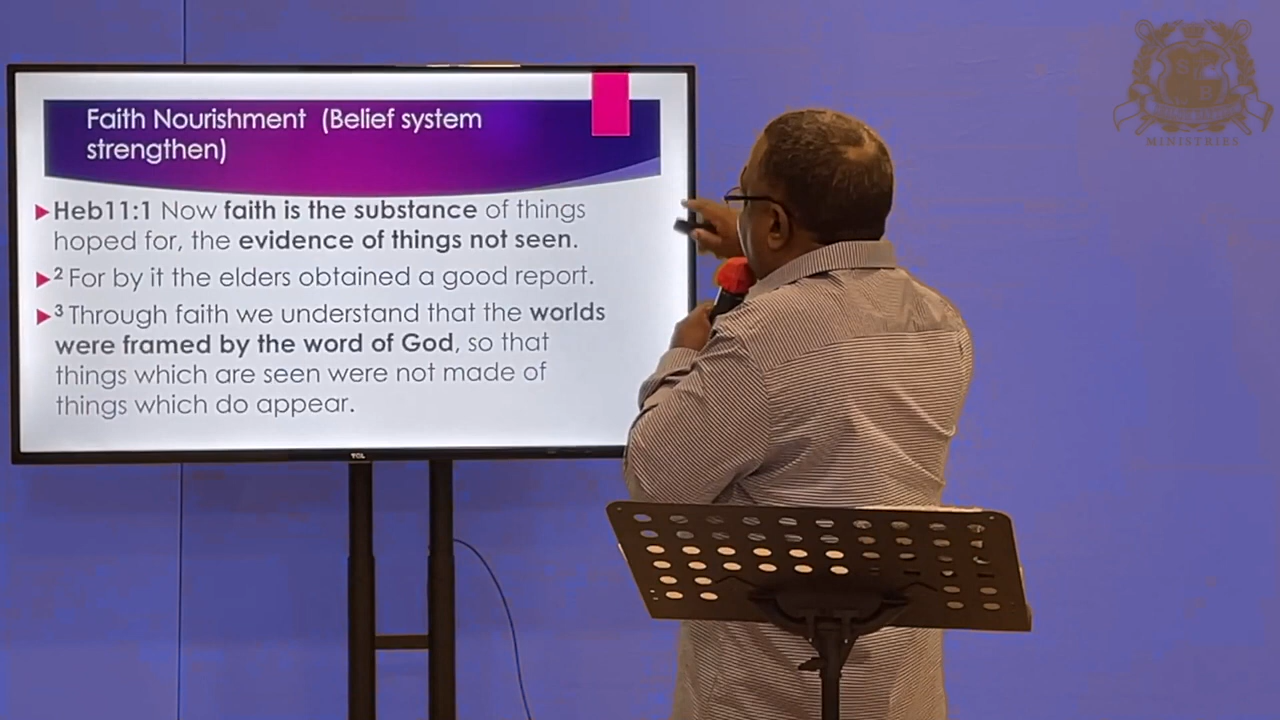 Faith Nourishment (Belief system
strengthen)
▶Heb11:1 Now faith is the substance of things
hoped for, the evidence of things not seen.
▶² For by it the elders obtained a good report.
▶³ Through faith we understand that the worlds
were framed by the word of God, so that
things which are seen were not made of
things which do appear.
TCL
MINISTRIES